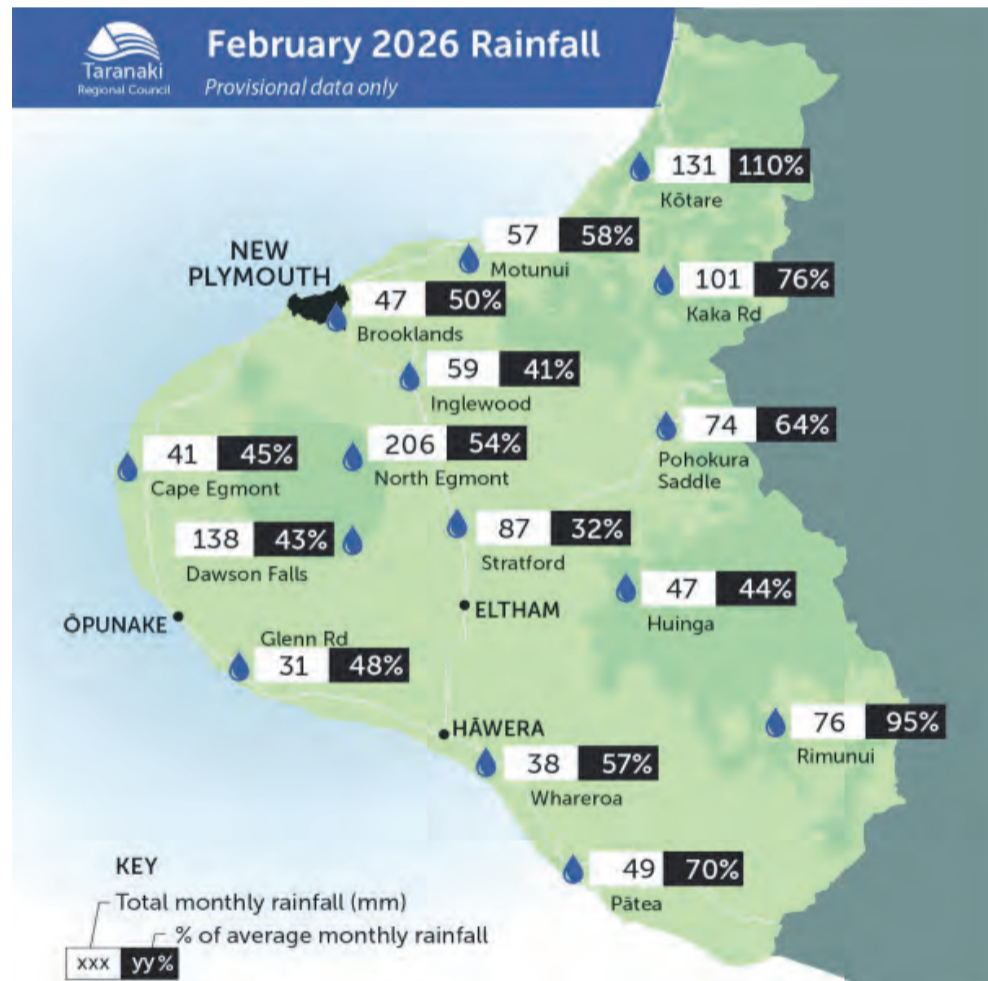 Taranaki
Regional Council
February 2026 Rainfall
Provisional data only
131 110%
Kōtare
57 58%
Motunui
NEW
PLYMOUTH
101 76%
Kaka Rd
47 50%
Brooklands
59 41%
Inglewood
74 64%
Pohokura
Saddle
206 54%
North Egmont
41 45%
Cape Egmont
87 32%
Stratford
138 43%
Dawson Falls
47 44%
Huinga
ELTHAM
ŌPUNAKE
Glenn Rd
31 48%
76 95%
Rimunui
HĀWERA
38 57%
Whareroa
49 70%
Pātea
KEY
Total monthly rainfall (mm)
% of average monthly rainfall
xxx yy%